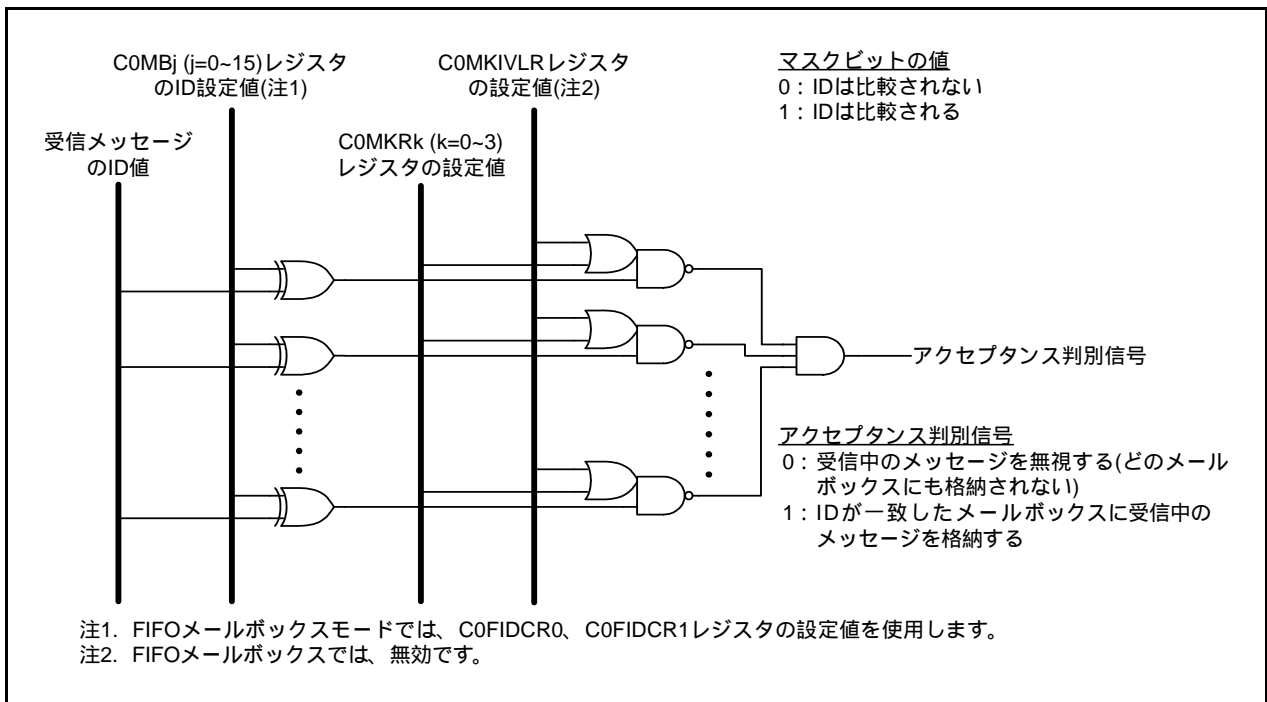 C0MBj (j=0~15)レジスタ
のID設定値(注1)
C0MKIVLRレジスタ
の設定値(注2)
マスクビットの値
0：IDは比較されない
1：IDは比較される
受信メッセージ
のID値
C0MKRk (k=0~3)
レジスタの設定値
アクセプタンス判別信号
アクセプタンス判別信号
0：受信中のメッセージを無視する(どのメール
ボックスにも格納されない)
1：IDが一致したメールボックスに受信中の
メッセージを格納する
注1. FIFOメールボックスモードでは、C0FIDCR0、C0FIDCR1レジスタの設定値を使用します。
注2. FIFOメールボックスでは、無効です。